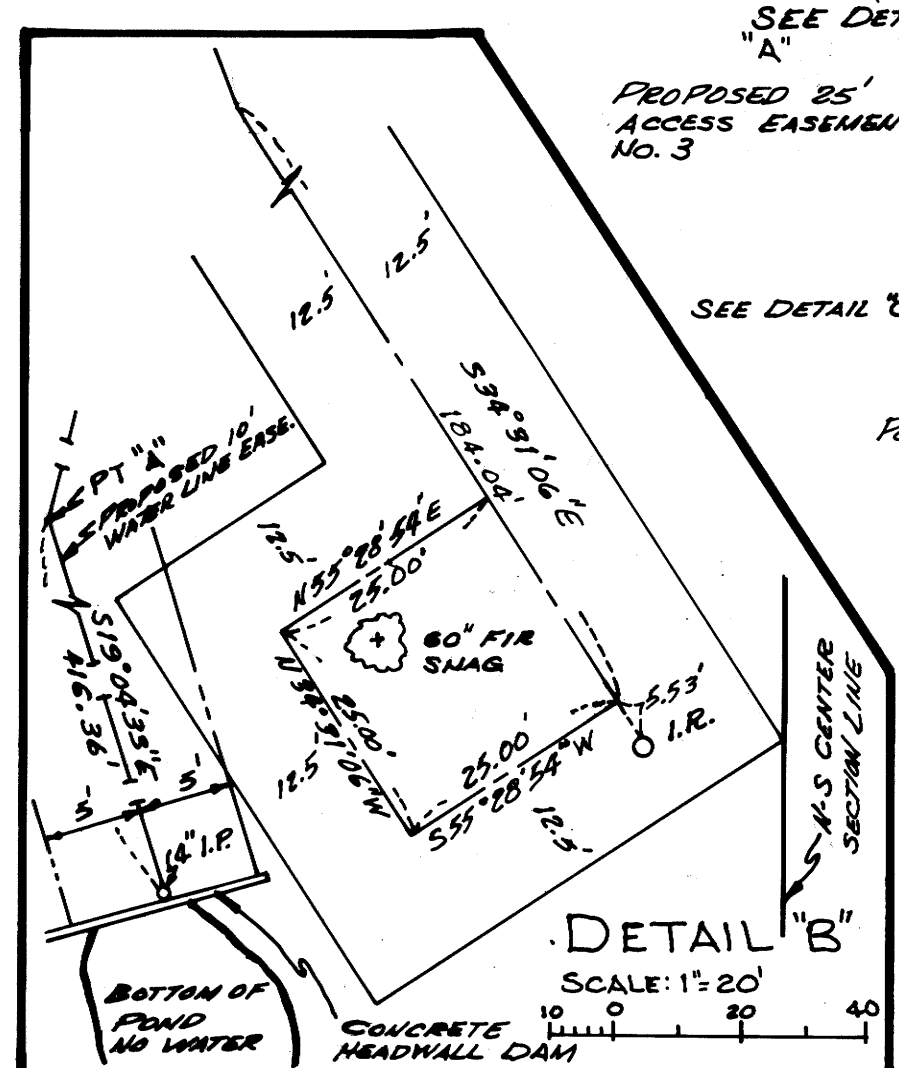 SEE DET
"A"
PROPOSED 25'
ACCESS EASEMEN
NO. 3
12.5'
12.5'
SEE DETAIL "C
S34°31'06"E
184.04'
PT "A"
PROPOSED 10'
WATER LINE EASE.
12.5'
N55°28'54"E
25.00'
60" FIR
SNAG
S19°04'33"E
416.36'
N34°31'06"W
25.00'
5.53'
I.R.
25.00'
S55°28'54"W
12.5'
12.5'
N-S CENTER
SECTION LINE
5'
5'
4" I.P.
DETAIL "B"
SCALE: 1"=20'
10 0 20 40
BOTTOM OF
POND
NO WATER
CONCRETE
HEADWALL DAM